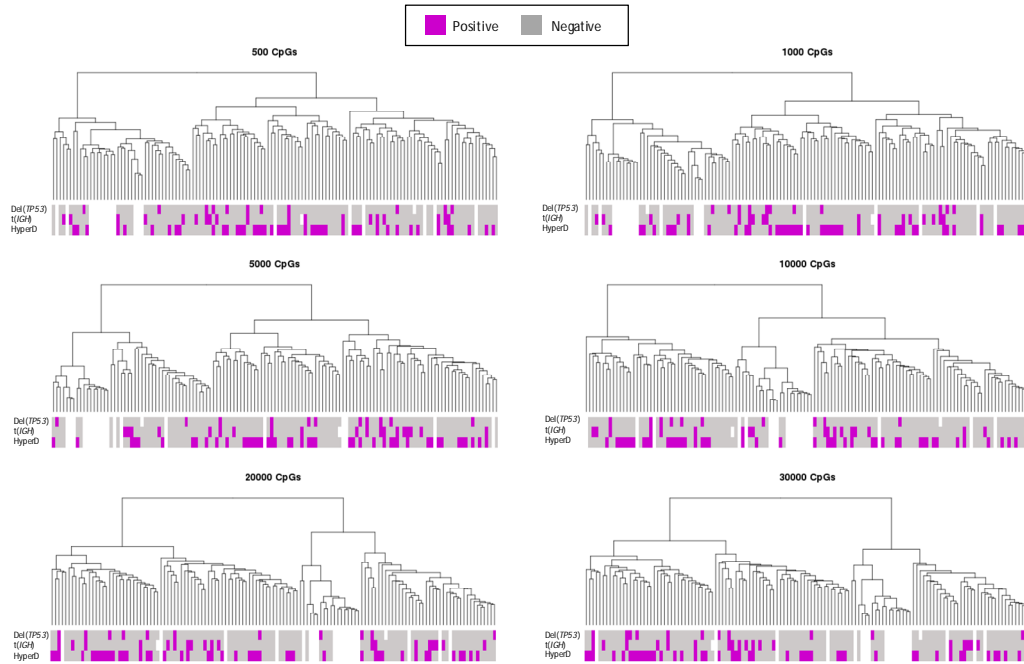 Positive Negative
500 CpGs
1000 CpGs
Del(TP53)
t(IGH)
HyperD
Del(TP53)
t(IGH)
HyperD
5000 CpGs
10000 CpGs
Del(TP53)
t(IGH)
HyperD
Del(TP53)
t(IGH)
HyperD
20000 CpGs
30000 CpGs
Del(TP53)
t(IGH)
HyperD
Del(TP53)
t(IGH)
HyperD